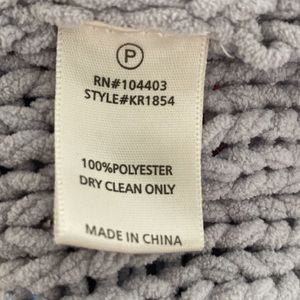 P
RN#104403
STYLE#KR1854
100%POLYESTER
DRY CLEAN ONLY
MADE IN CHINA